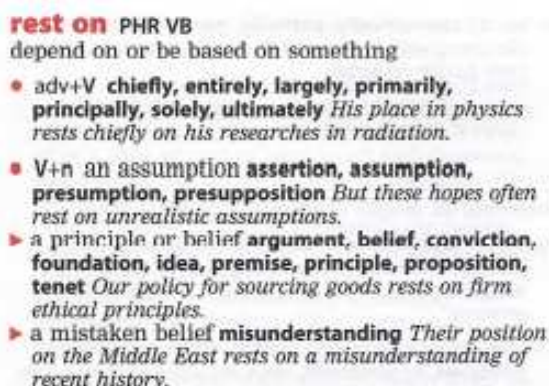 rest on PHR VB
depend on or be based on something
• adv+V chiefly, entirely, largely, primarily,
principally, solely, ultimately His place in physics
rests chiefly on his researches in radiation.
• V+n an assumption assertion, assumption,
presumption, presupposition But these hopes often
rest on unrealistic assumptions.
▶ a principle or belief argument, belief, conviction,
foundation, idea, premise, principle, proposition,
tenet Our policy for sourcing goods rests on firm
ethical principles.
▶ a mistaken belief misunderstanding Their position
on the Middle East rests on a misunderstanding of
recent history.